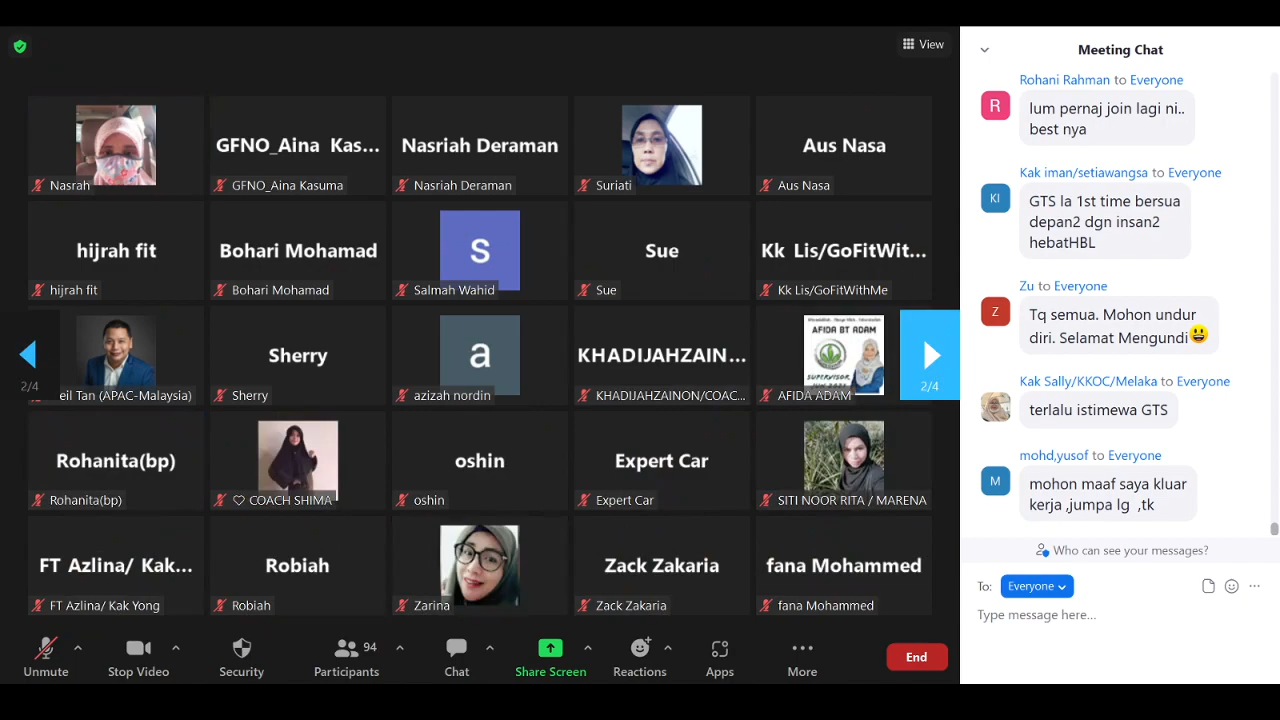 View
GFNO_Aina Kas...
Nasriah Deraman
Aus Nasa
Nasrah
GFNO_Aina Kasuma
Nasriah Deraman
Suriati
Aus Nasa
hijrah fit
Bohari Mohamad
s
Sue
Kk Lis/GoFitWit...
hijrah fit
Bohari Mohamad
Salmah Wahid
Sue
Kk Lis/GoFitWithMe
Sherry
a
KHADIJAHZAIN...
AFIDA BT ADAM
SUPERVISOR
2/4
eil Tan (APAC-Malaysia)
Sherry
azizah nordin
KHADIJAHZAINON/COAC...
AFIDA ADAM
2/4
Rohanita(bp)
oshin
Expert Car
Rohanita(bp)
♡ COACH SHIMA
oshin
Expert Car
SITI NOOR RITA / MARENA
FT Azlina/ Kak...
Robiah
Zack Zakaria
fana Mohammed
FT Azlina/ Kak Yong
Robiah
Zarina
Zack Zakaria
fana Mohammed
Unmute
Stop Video
Security
Participants
94
Chat
Share Screen
Reactions
Apps
More
End
Meeting Chat
Rohani Rahman to Everyone
R
lum pernaj join lagi ni..
best nya
Kak iman/setiawangsa to Everyone
KI
GTS la 1st time bersua
depan2 dgn insan2
hebatHBL
Zu to Everyone
Z
Tq semua. Mohon undur
diri. Selamat Mengundi😃
Kak Sally/KKOC/Melaka to Everyone
terlalu istimewa GTS
mohd,yusof to Everyone
M
mohon maaf saya kluar
kerja ,jumpa lg ,tk
Who can see your messages?
To: Everyone
Type message here...